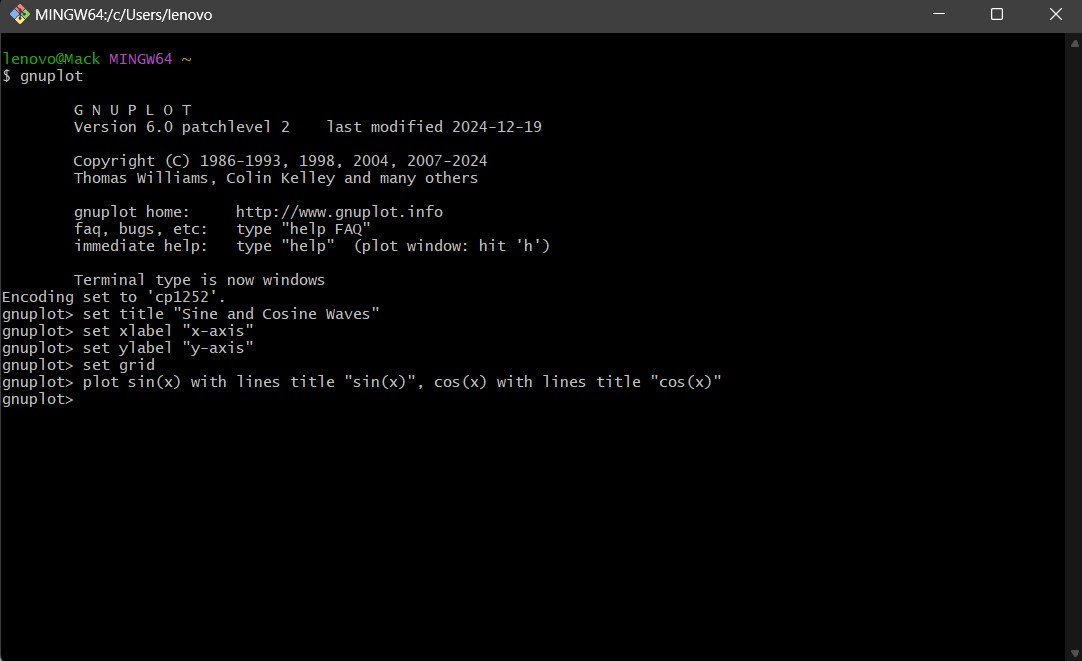 MINGW64:/c/Users/lenovo
lenovo@Mack MINGW64 ~
$ gnuplot
G N U P L O T
Version 6.0 patchlevel 2    last modified 2024-12-19
Copyright (C) 1986-1993, 1998, 2004, 2007-2024
Thomas Williams, Colin Kelley and many others
gnuplot home:     http://www.gnuplot.info
faq, bugs, etc:   type "help FAQ"
immediate help:   type "help"  (plot window: hit 'h')
Terminal type is now windows
Encoding set to 'cp1252'.
gnuplot> set title "Sine and Cosine Waves"
gnuplot> set xlabel "x-axis"
gnuplot> set ylabel "y-axis"
gnuplot> set grid
gnuplot> plot sin(x) with lines title "sin(x)", cos(x) with lines title "cos(x)"
gnuplot>